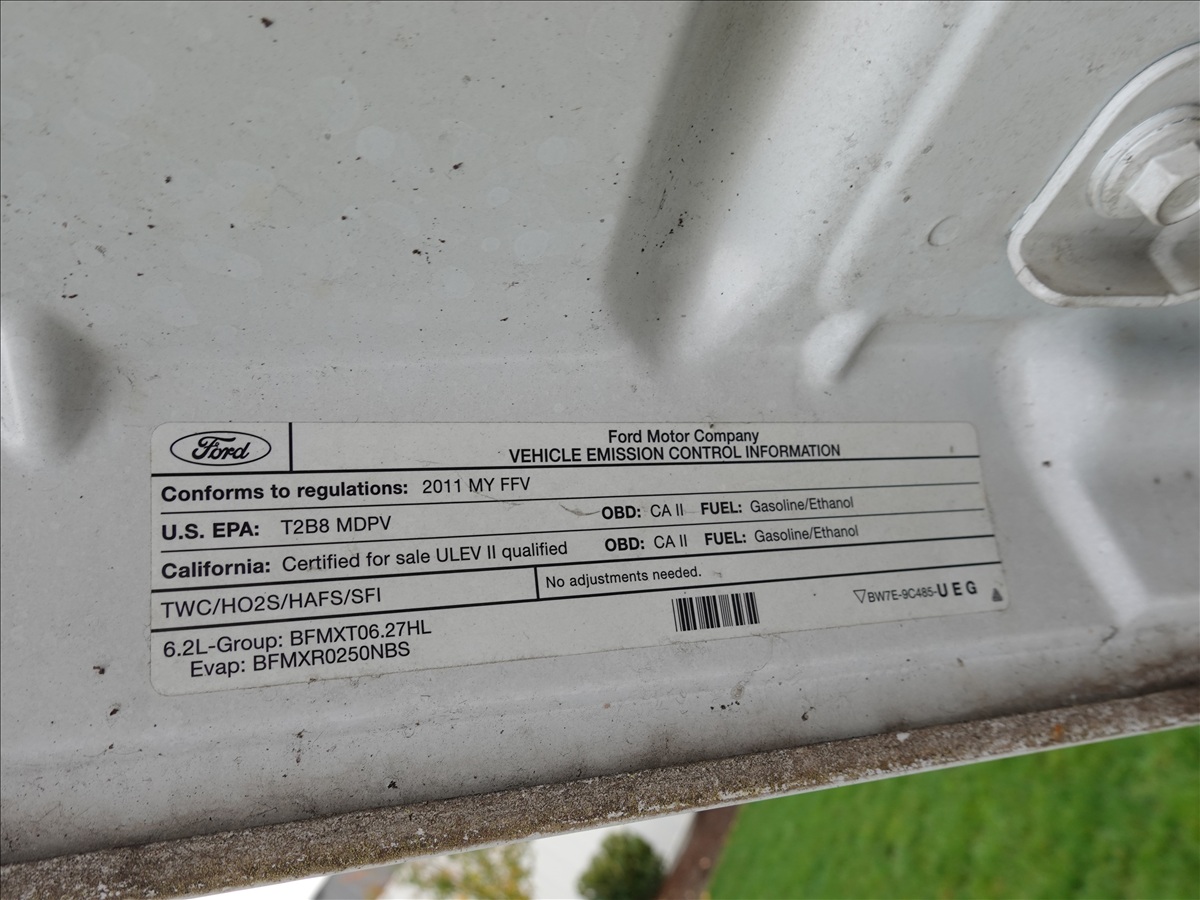 Ford
Ford Motor Company
VEHICLE EMISSION CONTROL INFORMATION
Conforms to regulations: 2011 MY FFV
U.S. EPA: T2B8 MDPV OBD: CA II FUEL: Gasoline/Ethanol
California: Certified for sale ULEV II qualified OBD: CA II FUEL: Gasoline/Ethanol
TWC/HO2S/HAFS/SFI No adjustments needed.
6.2L-Group: BFMXT06.27HL
Evap: BFMXR0250NBS
▽BW7E-9C485-UEG